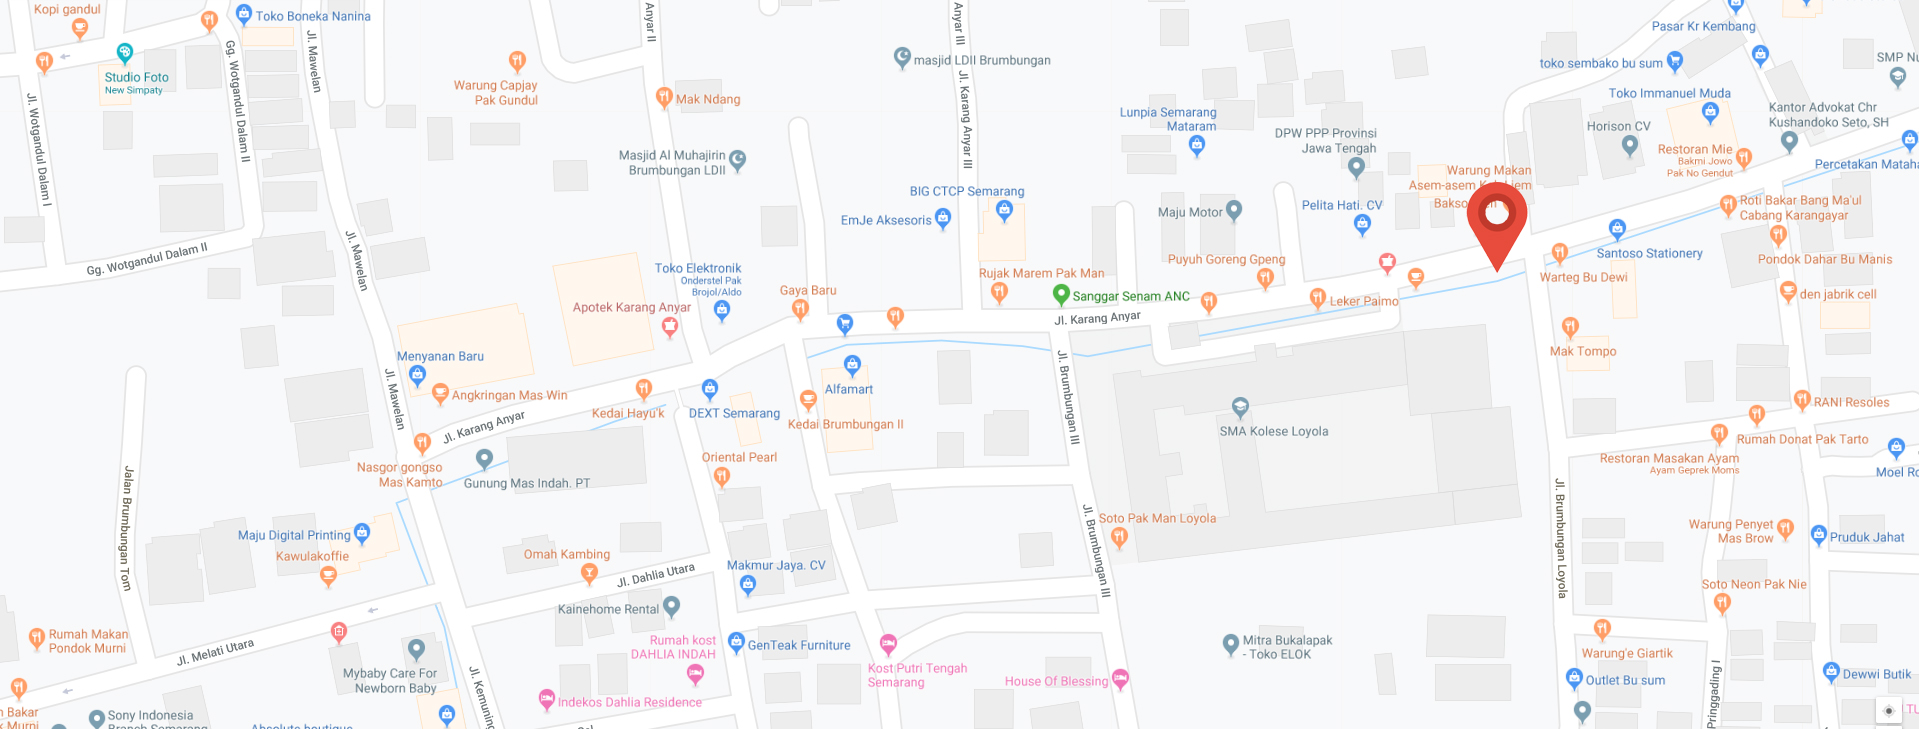 Kopi gandul
Toko Boneka Nanina
Studio Foto
New Simpaty
Jl. Wotgandul Dalam I
Gg. Wotgandul Dalam II
Jl. Mawelan
Gg. Wotgandul Dalam II
Jl. Mawelan
Jl. Mawelan
Warung Capjay
Pak Gundul
Anyar II
Mak Ndang
Masjid Al Muhajirin
Brumbungan LDII
masjid LDII Brumbungan
Anyar III
Jl. Karang Anyar III
BIG CTCP Semarang
EmJe Aksesoris
Lunpia Semarang
Mataram
DPW PPP Provinsi
Jawa Tengah
Maju Motor
Pelita Hati. CV
Puyuh Goreng Gpeng
Warung Makan
Pasar Kr Kembang
toko sembako bu sum
Toko Immanuel Muda
Horison CV
SMP Nu
Kantor Advokat Chr
Kushandoko Seto, SH
Restoran Mie
Bakmi Jowo
Pak No Gendut
Percetakan Mataha
Roti Bakar Bang Ma'ul
Cabang Karangayar
Santoso Stationery
Pondok Dahar Bu Manis
Warteg Bu Dewi
den jabrik cell
Leker Paimo
Mak Tompo
Toko Elektronik
Onderstel Pak
Brojol/Aldo
Apotek Karang Anyar
Gaya Baru
Rujak Marem Pak Man
Sanggar Senam ANC
Jl. Karang Anyar
Menyanan Baru
Angkringan Mas Win
Jl. Karang Anyar
Kedai Hayu'k
DEXT Semarang
Alfamart
Kedai Brumbungan II
Jl. Brumbungan III
SMA Kolese Loyola
RANI Resoles
Rumah Donat Pak Tarto
Restoran Masakan Ayam
Ayam Geprek Moms
Moel Ro
Nasgor gongso
Mas Kamto
Gunung Mas Indah. PT
Oriental Pearl
Jalan Brumbungan Tom
Maju Digital Printing
Kawulakoffie
Omah Kambing
Jl. Dahlia Utara
Makmur Jaya. CV
Kainehome Rental
Soto Pak Man Loyola
Jl. Brumbungan III
Jl. Brumbungan Loyola
Warung Penyet
Mas Brow
Pruduk Jahat
Soto Neon Pak Nie
Rumah Makan
Pondok Murni
Jl. Melati Utara
Mybaby Care For
Newborn Baby
Jl. Kemuning
Rumah kost
DAHLIA INDAH
GenTeak Furniture
Indekos Dahlia Residence
Kost Putri Tengah
Semarang
House Of Blessing
Mitra Bukalapak
- Toko ELOK
Warung'e Giartik
Outlet Bu sum
Pringgading I
Dewwi Butik
n Bakar
Murni
Sony Indonesia
Branch Semarang
Absolute boutique